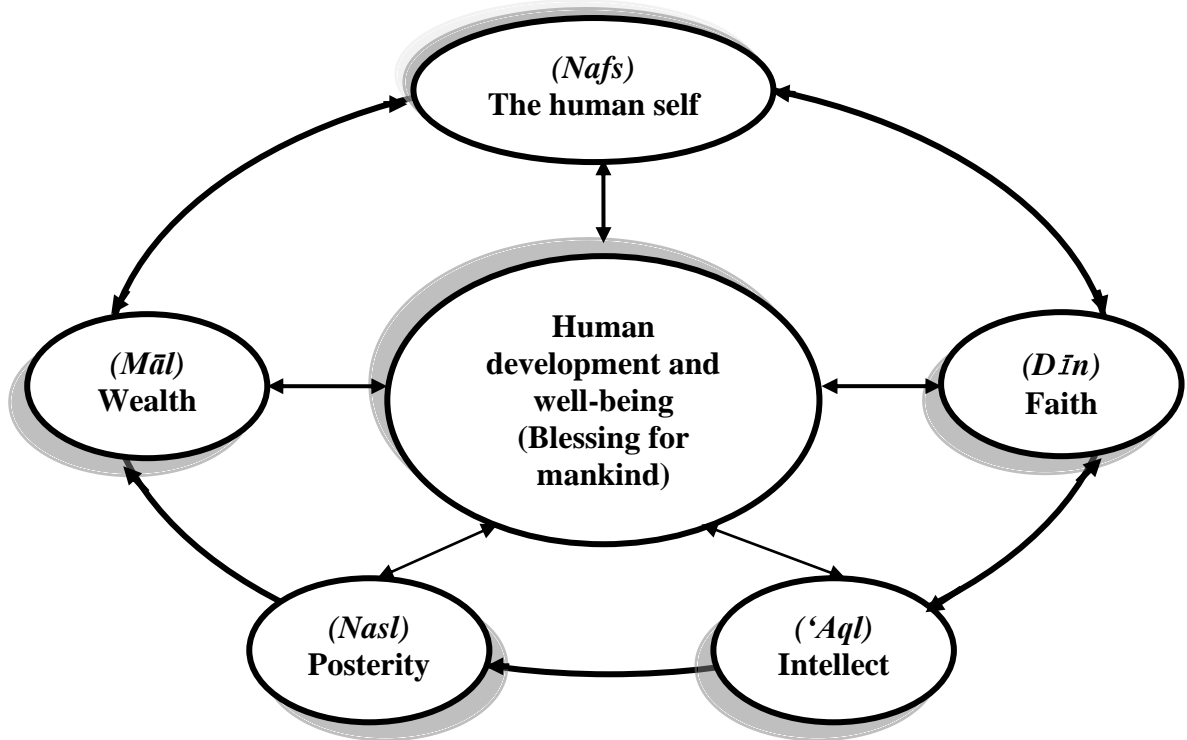 (Nafs)
The human self
Human
development and
well-being
(Blessing for
mankind)
(Māl)
Wealth
(Dīn)
Faith
(Nasl)
Posterity
(‘Aql)
Intellect